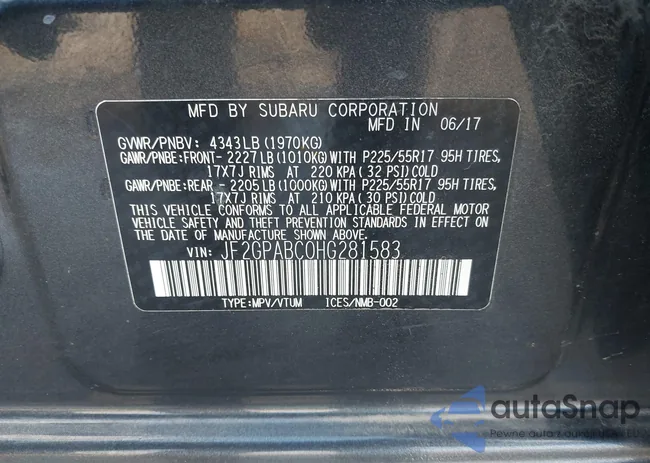 MFD BY SUBARU CORPORATION
MFD IN 06/17
GVWR/PNBV: 4343LB(1970KG)
GAWR/PNBE:FRONT- 2227LB(1010KG)WITH P225/55R17 95H TIRES,
17X7J RIMS AT 220 KPA(32 PSI)COLD
GAWR/PNBE:REAR - 2205LB(1000KG)WITH P225/55R17 95H TIRES,
17X7J RIMS AT 210 KPA(30 PSI)COLD
THIS VEHICLE CONFORMS TO ALL APPLICABLE FEDERAL MOTOR
VEHICLE SAFETY AND THEFT PREVENTION STANDARDS IN EFFECT ON
THE DATE OF MANUFACTURE SHOWN ABOVE.
VIN: JF2GPABC0HG281583
TYPE:MPV/VTUM ICES/NMB-002
autoSnap
Pewne auta i